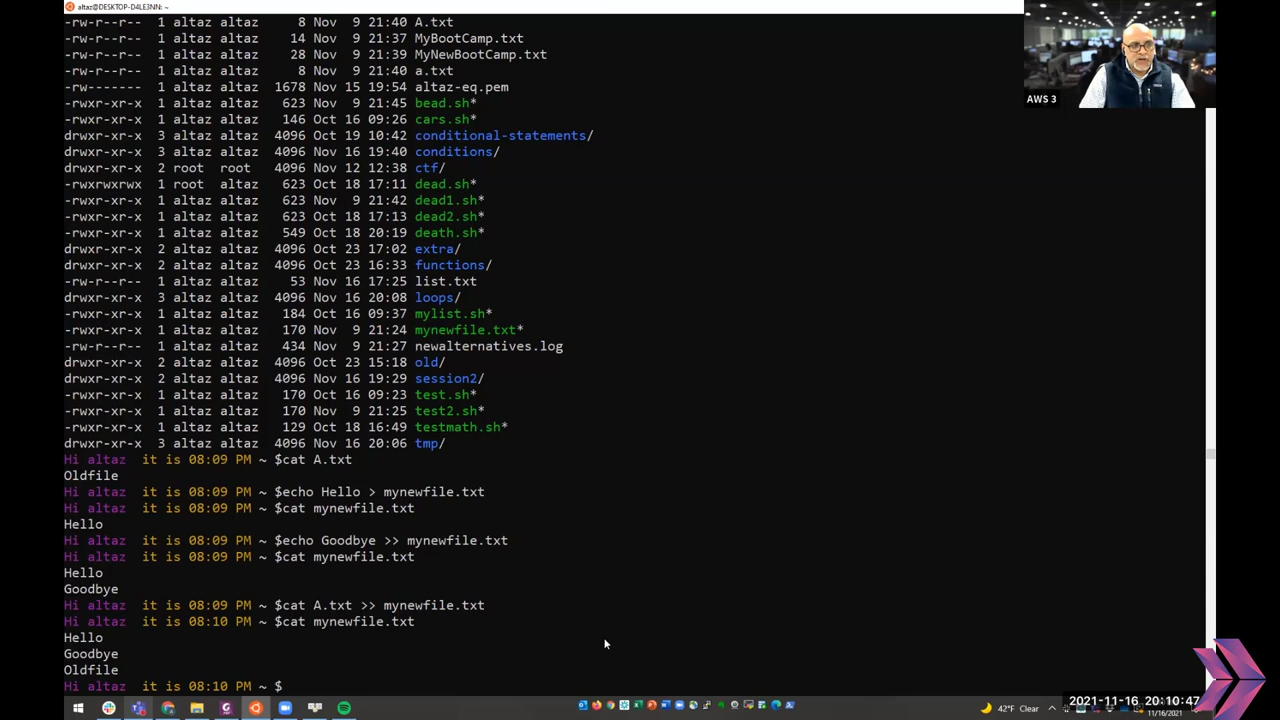 altaz@DESKTOP-D4LE3NN: ~
-rw-r--r-- 1 altaz altaz 8 Nov 9 21:40 A.txt
-rw-r--r-- 1 altaz altaz 14 Nov 9 21:37 MyBootCamp.txt
-rw-r--r-- 1 altaz altaz 28 Nov 9 21:39 MyNewBootCamp.txt
-rw-r--r-- 1 altaz altaz 8 Nov 9 21:40 a.txt
-rw------- 1 altaz altaz 1678 Nov 15 19:54 altaz-eq.pem
-rwxr-xr-x 1 altaz altaz 623 Nov 9 21:45 bead.sh*
-rwxr-xr-x 1 altaz altaz 146 Oct 16 09:26 cars.sh*
drwxr-xr-x 3 altaz altaz 4096 Oct 19 10:42 conditional-statements/
drwxr-xr-x 3 altaz altaz 4096 Nov 16 19:40 conditions/
drwxr-xr-x 2 root root 4096 Nov 12 12:38 ctf/
-rwxrwxrwx 1 root altaz 623 Oct 18 17:11 dead.sh*
-rwxr-xr-x 1 altaz altaz 623 Nov 9 21:42 dead1.sh*
-rwxr-xr-x 1 altaz altaz 623 Oct 18 17:13 dead2.sh*
-rwxr-xr-x 1 altaz altaz 549 Oct 18 20:19 death.sh*
drwxr-xr-x 2 altaz altaz 4096 Oct 23 17:02 extra/
drwxr-xr-x 2 altaz altaz 4096 Oct 23 16:33 functions/
-rw-r--r-- 1 altaz altaz 53 Nov 16 17:25 list.txt
drwxr-xr-x 3 altaz altaz 4096 Nov 16 20:08 loops/
-rwxr-xr-x 1 altaz altaz 184 Oct 16 09:37 mylist.sh*
-rwxr-xr-x 1 altaz altaz 170 Nov 9 21:24 mynewfile.txt*
-rw-r--r-- 1 altaz altaz 434 Nov 9 21:27 newalternatives.log
drwxr-xr-x 2 altaz altaz 4096 Oct 23 15:18 old/
drwxr-xr-x 2 altaz altaz 4096 Nov 16 19:29 session2/
-rwxr-xr-x 1 altaz altaz 170 Oct 16 09:23 test.sh*
-rwxr-xr-x 1 altaz altaz 170 Nov 9 21:25 test2.sh*
-rwxr-xr-x 1 altaz altaz 129 Oct 18 16:49 testmath.sh*
drwxr-xr-x 3 altaz altaz 4096 Nov 16 20:06 tmp/
Hi altaz it is 08:09 PM ~ $cat A.txt
Oldfile
Hi altaz it is 08:09 PM ~ $echo Hello > mynewfile.txt
Hi altaz it is 08:09 PM ~ $cat mynewfile.txt
Hello
Hi altaz it is 08:09 PM ~ $echo Goodbye >> mynewfile.txt
Hi altaz it is 08:09 PM ~ $cat mynewfile.txt
Hello
Goodbye
Hi altaz it is 08:09 PM ~ $cat A.txt >> mynewfile.txt
Hi altaz it is 08:10 PM ~ $cat mynewfile.txt
Hello
Goodbye
Oldfile
Hi altaz it is 08:10 PM ~ $
AWS 3
42°F Clear
2021-11-16 20:10:47
11/16/2021